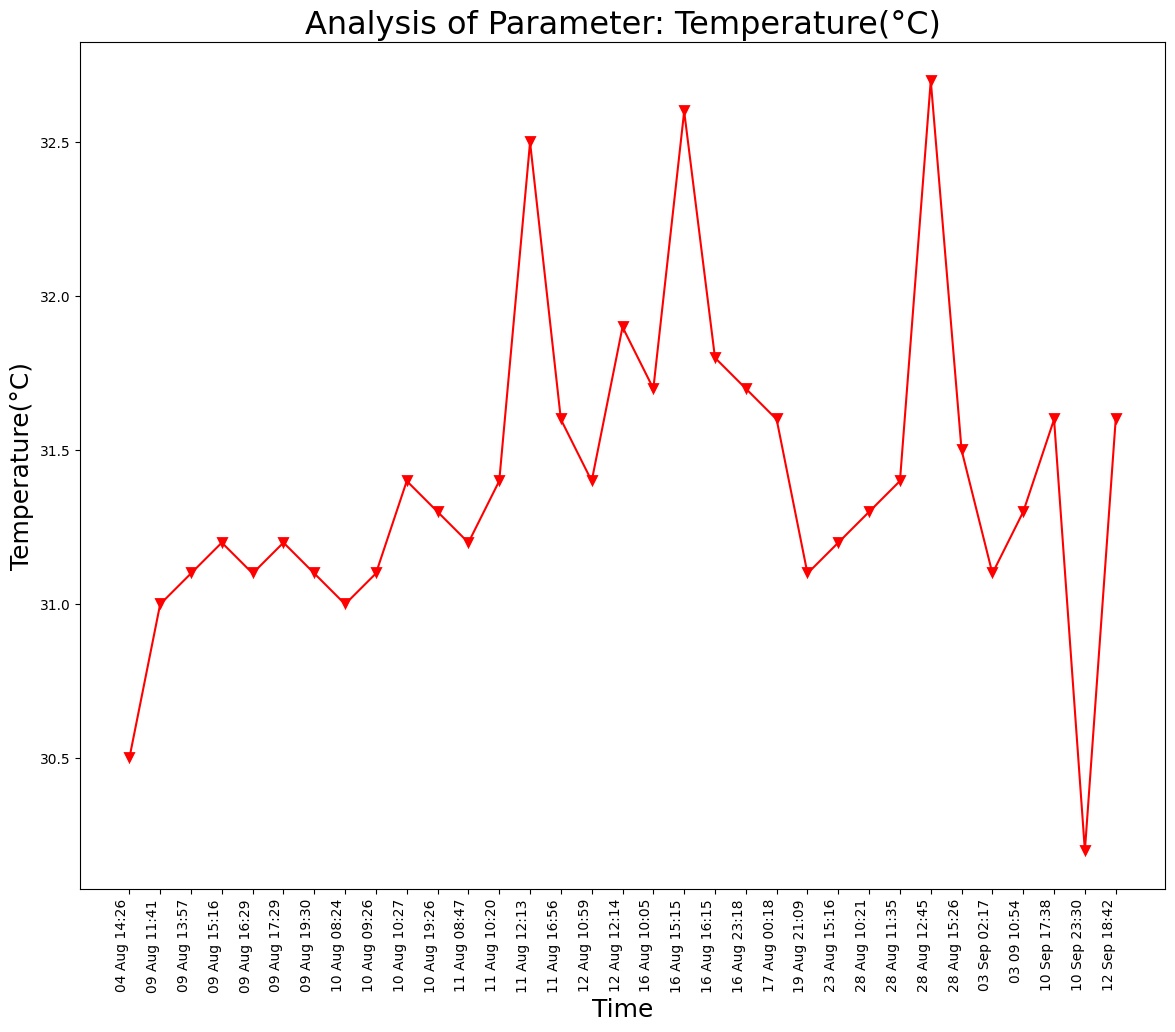 Analysis of Parameter: Temperature(°C)
Temperature(°C)
32.5
32.0
31.5
31.0
30.5
04 Aug 14:26
09 Aug 11:41
09 Aug 13:57
09 Aug 15:16
09 Aug 16:29
09 Aug 17:29
09 Aug 19:30
10 Aug 08:24
10 Aug 09:26
10 Aug 10:27
10 Aug 19:26
11 Aug 08:47
11 Aug 10:20
11 Aug 12:13
11 Aug 16:56
12 Aug 10:59
12 Aug 12:14
16 Aug 10:05
16 Aug 15:15
16 Aug 16:15
16 Aug 23:18
17 Aug 00:18
19 Aug 21:09
23 Aug 15:16
28 Aug 10:21
28 Aug 11:35
28 Aug 12:45
28 Aug 15:26
03 Sep 02:17
03 09 10:54
10 Sep 17:38
10 Sep 23:30
12 Sep 18:42
Time